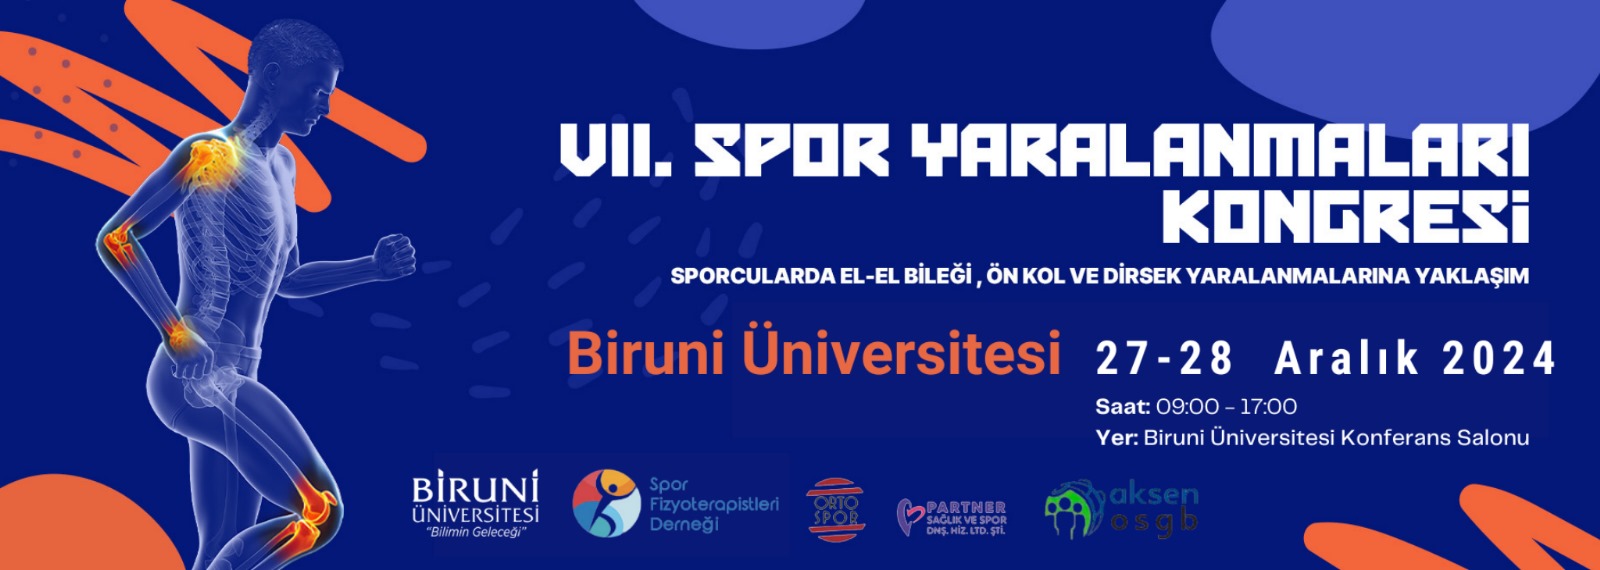 VII. SPOR YARALANMALARI
KONGRESİ
SPORCULARDA EL-EL BİLEĞİ , ÖN KOL VE DİRSEK YARALANMALARINA YAKLAŞIM
Biruni Üniversitesi
27-28 Aralık 2024
Saat: 09:00 - 17:00
Yer: Biruni Üniversitesi Konferans Salonu
BİRUNİ
ÜNİVERSİTESİ
"Bilimin Geleceği"
Spor
Fizyoterapistleri
Derneği
ORTO
SPOR
PARTNER
SAĞLIK VE SPOR
DNŞ. HİZ. LTD. ŞTİ.
aksen
osgb